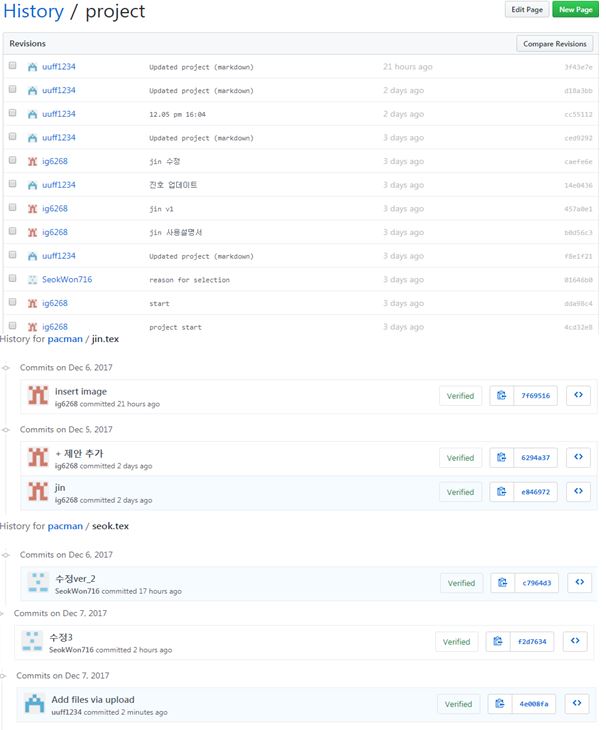 History / project
Edit Page
New Page
Revisions
Compare Revisions
uuff1234 Updated project (markdown) 21 hours ago 3f43e7e
uuff1234 Updated project (markdown) 2 days ago d18a3bb
uuff1234 12.05 pm 16:04 2 days ago cc55112
uuff1234 Updated project (markdown) 3 days ago ced9292
ig6268 jin 수정 3 days ago caefe6e
uuff1234 진호 업데이트 3 days ago 14e0436
ig6268 jin v1 3 days ago 457a0e1
ig6268 jin 사용설명서 3 days ago b0d56c3
uuff1234 Updated project (markdown) 3 days ago f8e1f21
SeokWon716 reason for selection 3 days ago 01646b0
ig6268 start 3 days ago dda98c4
ig6268 project start 3 days ago 4cd32e8
History for pacman / jin.tex
Commits on Dec 6, 2017
insert image
ig6268 committed 21 hours ago
Verified 7f69516
Commits on Dec 5, 2017
+ 제안 추가
ig6268 committed 2 days ago
Verified 6294a37
jin
ig6268 committed 2 days ago
Verified e846972
History for pacman / seok.tex
Commits on Dec 6, 2017
수정ver_2
SeokWon716 committed 17 hours ago
Verified c7964d3
Commits on Dec 7, 2017
수정3
SeokWon716 committed 2 hours ago
Verified f2d7634
Commits on Dec 7, 2017
Add files via upload
uuff1234 committed 2 minutes ago
Verified 4e008fa